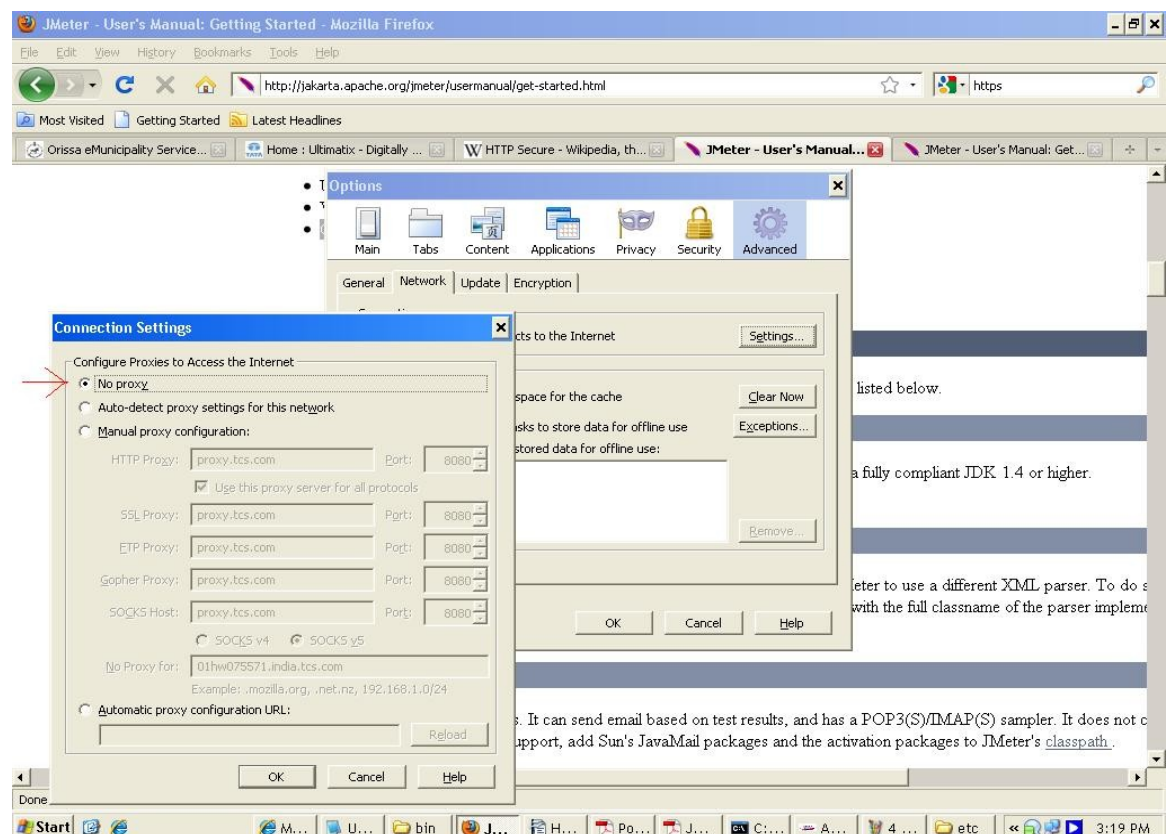 JMeter - User's Manual: Getting Started - Mozilla Firefox
File Edit View History Bookmarks Tools Help
http://jakarta.apache.org/jmeter/usermanual/get-started.html https
Most Visited Getting Started Latest Headlines
Orissa eMunicipality Service... Home : Ultimatix - Digitally ... HTTP Secure - Wikipedia, th... JMeter - User's Manual... JMeter - User's Manual: Get...
Options
Main Tabs Content Applications Privacy Security Advanced
General Network Update Encryption
cts to the Internet Settings...
space for the cache Clear Now
sks to store data for offline use Exceptions...
stored data for offline use:
Remove...
OK Cancel Help
Connection Settings
Configure Proxies to Access the Internet
No proxy
Auto-detect proxy settings for this network
Manual proxy configuration:
HTTP Proxy: proxy.tcs.com Port: 8080
Use this proxy server for all protocols
SSL Proxy: proxy.tcs.com Port: 8080
FTP Proxy: proxy.tcs.com Port: 8080
Gopher Proxy: proxy.tcs.com Port: 8080
SOCKS Host: proxy.tcs.com Port: 8080
SOCKS v4 SOCKS v5
No Proxy for: 01hw075571.india.tcs.com
Example: .mozilla.org, .net.nz, 192.168.1.0/24
Automatic proxy configuration URL:
Reload
OK Cancel Help
listed below.
a fully compliant JDK 1.4 or higher.
eter to use a different XML parser. To do s
with the full classname of the parser impleme
s. It can send email based on test results, and has a POP3(S)/IMAP(S) sampler. It does not c
upport, add Sun's JavaMail packages and the activation packages to JMeter's classpath .
Done
Start M... U... bin J... H... Po... J... C:... A... 4 ... etc « 3:19 PM